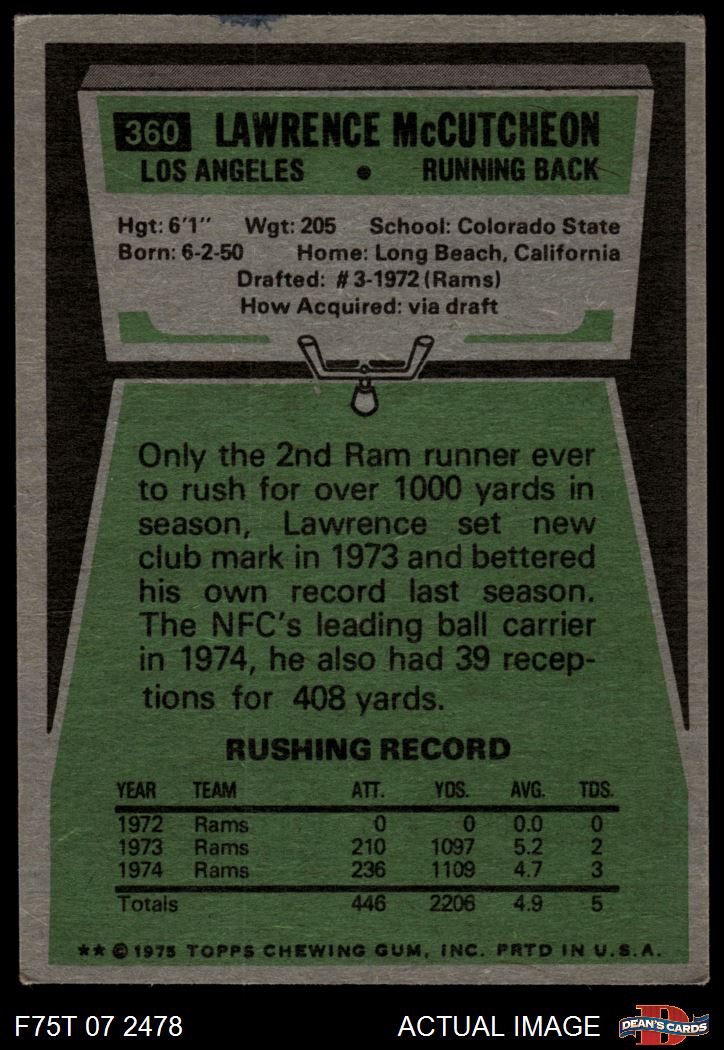 360 LAWRENCE McCUTCHEON
LOS ANGELES • RUNNING BACK
Hgt: 6'1" Wgt: 205 School: Colorado State
Born: 6-2-50 Home: Long Beach, California
Drafted: #3-1972 (Rams)
How Acquired: via draft
Only the 2nd Ram runner ever
to rush for over 1000 yards in
season, Lawrence set new
club mark in 1973 and bettered
his own record last season.
The NFC's leading ball carrier
in 1974, he also had 39 recep-
tions for 408 yards.
RUSHING RECORD
YEAR TEAM ATT. YDS. AVG. TDS.
1972 Rams 0 0 0.0 0
1973 Rams 210 1097 5.2 2
1974 Rams 236 1109 4.7 3
Totals 446 2206 4.9 5
** © 1975 TOPPS CHEWING GUM, INC. PRTD IN U.S.A.
F75T 07 2478 ACTUAL IMAGE D DEAN'S CARDS